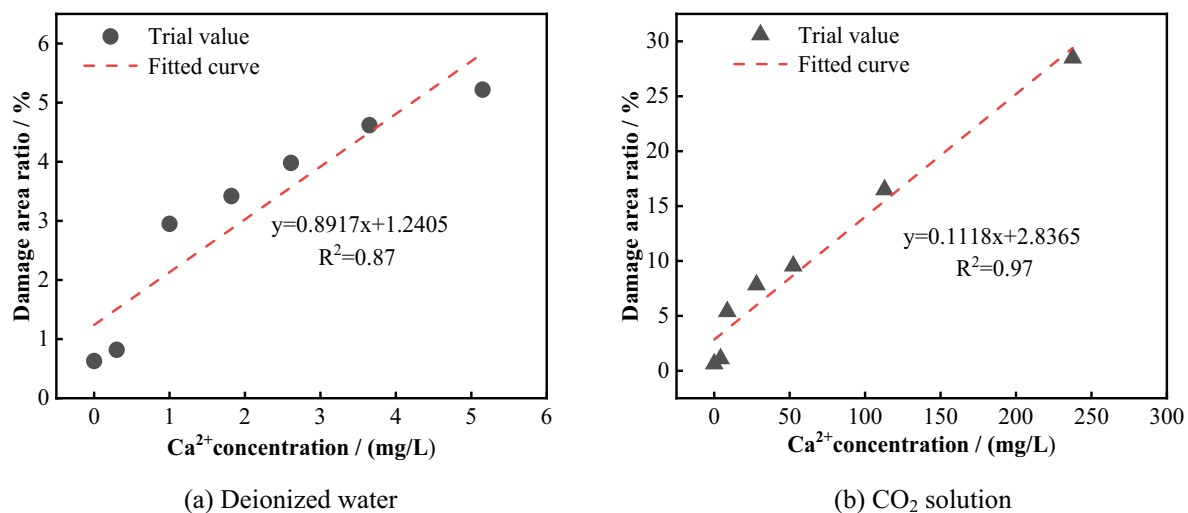 Damage area ratio / %
6
5
4
3
2
1
0
Trial value
Fitted curve
y=0.8917x+1.2405
R²=0.87
0 1 2 3 4 5 6
Ca²⁺concentration / (mg/L)
(a) Deionized water
Damage area ratio / %
30
25
20
15
10
5
0
Trial value
Fitted curve
y=0.1118x+2.8365
R²=0.97
0 50 100 150 200 250 300
Ca²⁺concentration / (mg/L)
(b) CO₂ solution